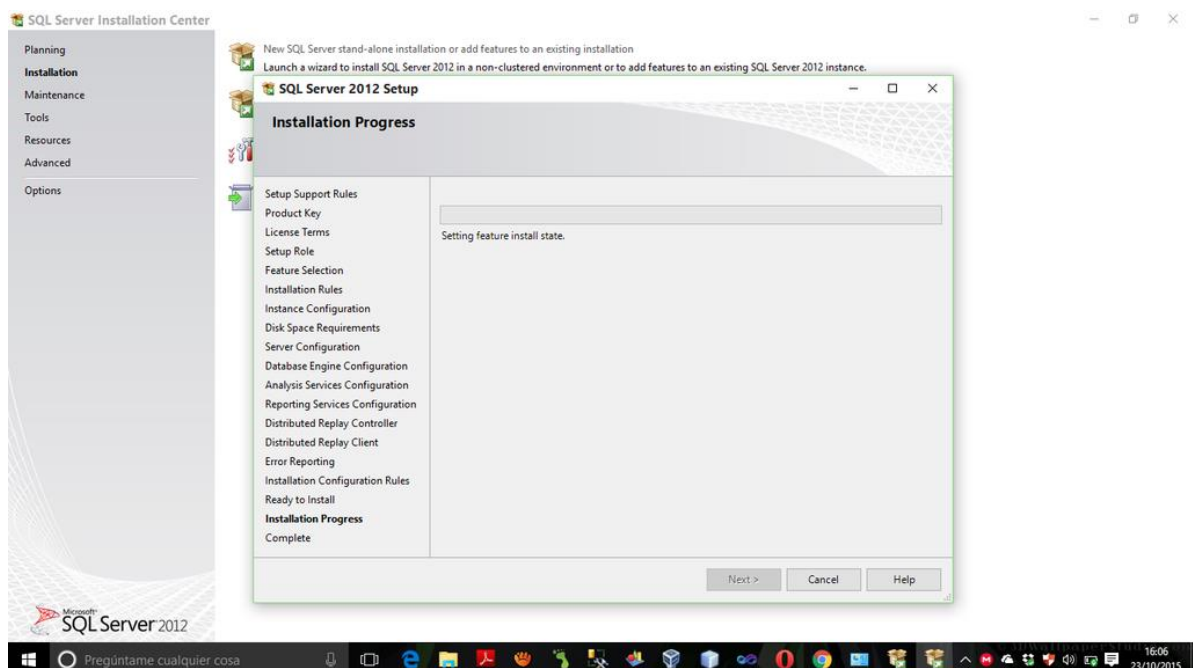 SQL Server Installation Center
Planning
Installation
Maintenance
Tools
Resources
Advanced
Options
New SQL Server stand-alone installation or add features to an existing installation
Launch a wizard to install SQL Server 2012 in a non-clustered environment or to add features to an existing SQL Server 2012 instance.
SQL Server 2012 Setup
Installation Progress
Setup Support Rules
Product Key
License Terms
Setup Role
Feature Selection
Installation Rules
Instance Configuration
Disk Space Requirements
Server Configuration
Database Engine Configuration
Analysis Services Configuration
Reporting Services Configuration
Distributed Replay Controller
Distributed Replay Client
Error Reporting
Installation Configuration Rules
Ready to Install
Installation Progress
Complete
Setting feature install state.
Next >
Cancel
Help
Microsoft
SQL Server 2012
Pregúntame cualquier cosa
16:06
23/10/2015